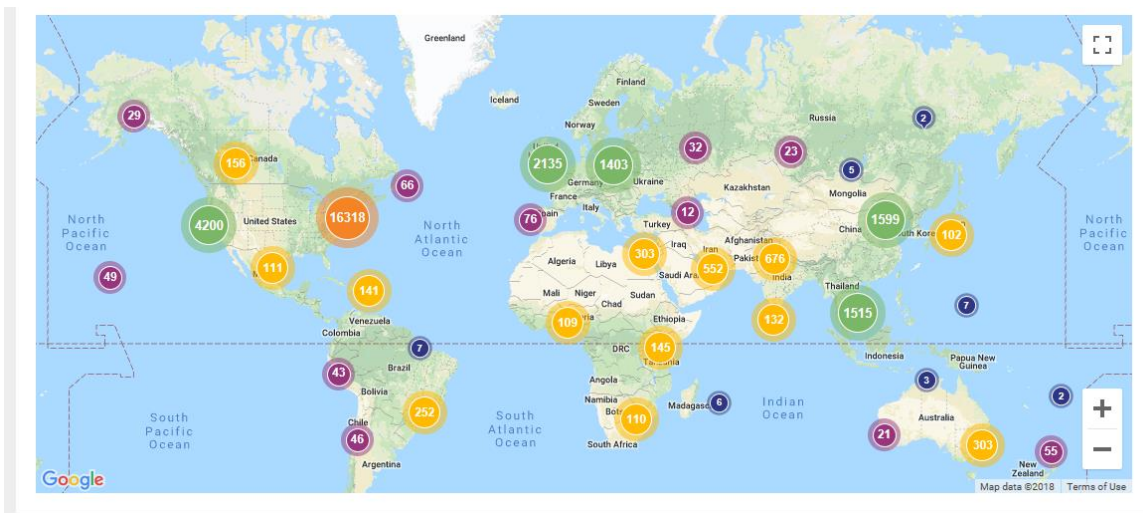 Greenland
Iceland
Finland
Sweden
Norway
Russia
29
2
156
Canada
2135
1403
32
23
5
66
Germany
Ukraine
Kazakhstan
Mongolia
France
4200
United States
16318
76
Spain
Italy
12
Turkey
China
1599
South Korea
102
North
Pacific
Ocean
North
Atlantic
Ocean
North
Pacific
Ocean
Algeria
Libya
303
Iraq
Iran
Afghanistan
Pakistan
676
India
552
Saudi Ara
49
111
141
Mali
Niger
Chad
Sudan
Thailand
1515
7
Venezuela
Colombia
109
Ethiopia
132
7
DRC
145
Tanzania
Indonesia
Papua New
Guinea
43
Brazil
Bolivia
Angola
3
252
Namibia
Bot
110
Madagasc
6
Indian
Ocean
2
South
Pacific
Ocean
Chile
46
South
Atlantic
Ocean
Australia
21
303
55
South Africa
Argentina
New
Zealand
+
−
Google
Map data ©2018
Terms of Use